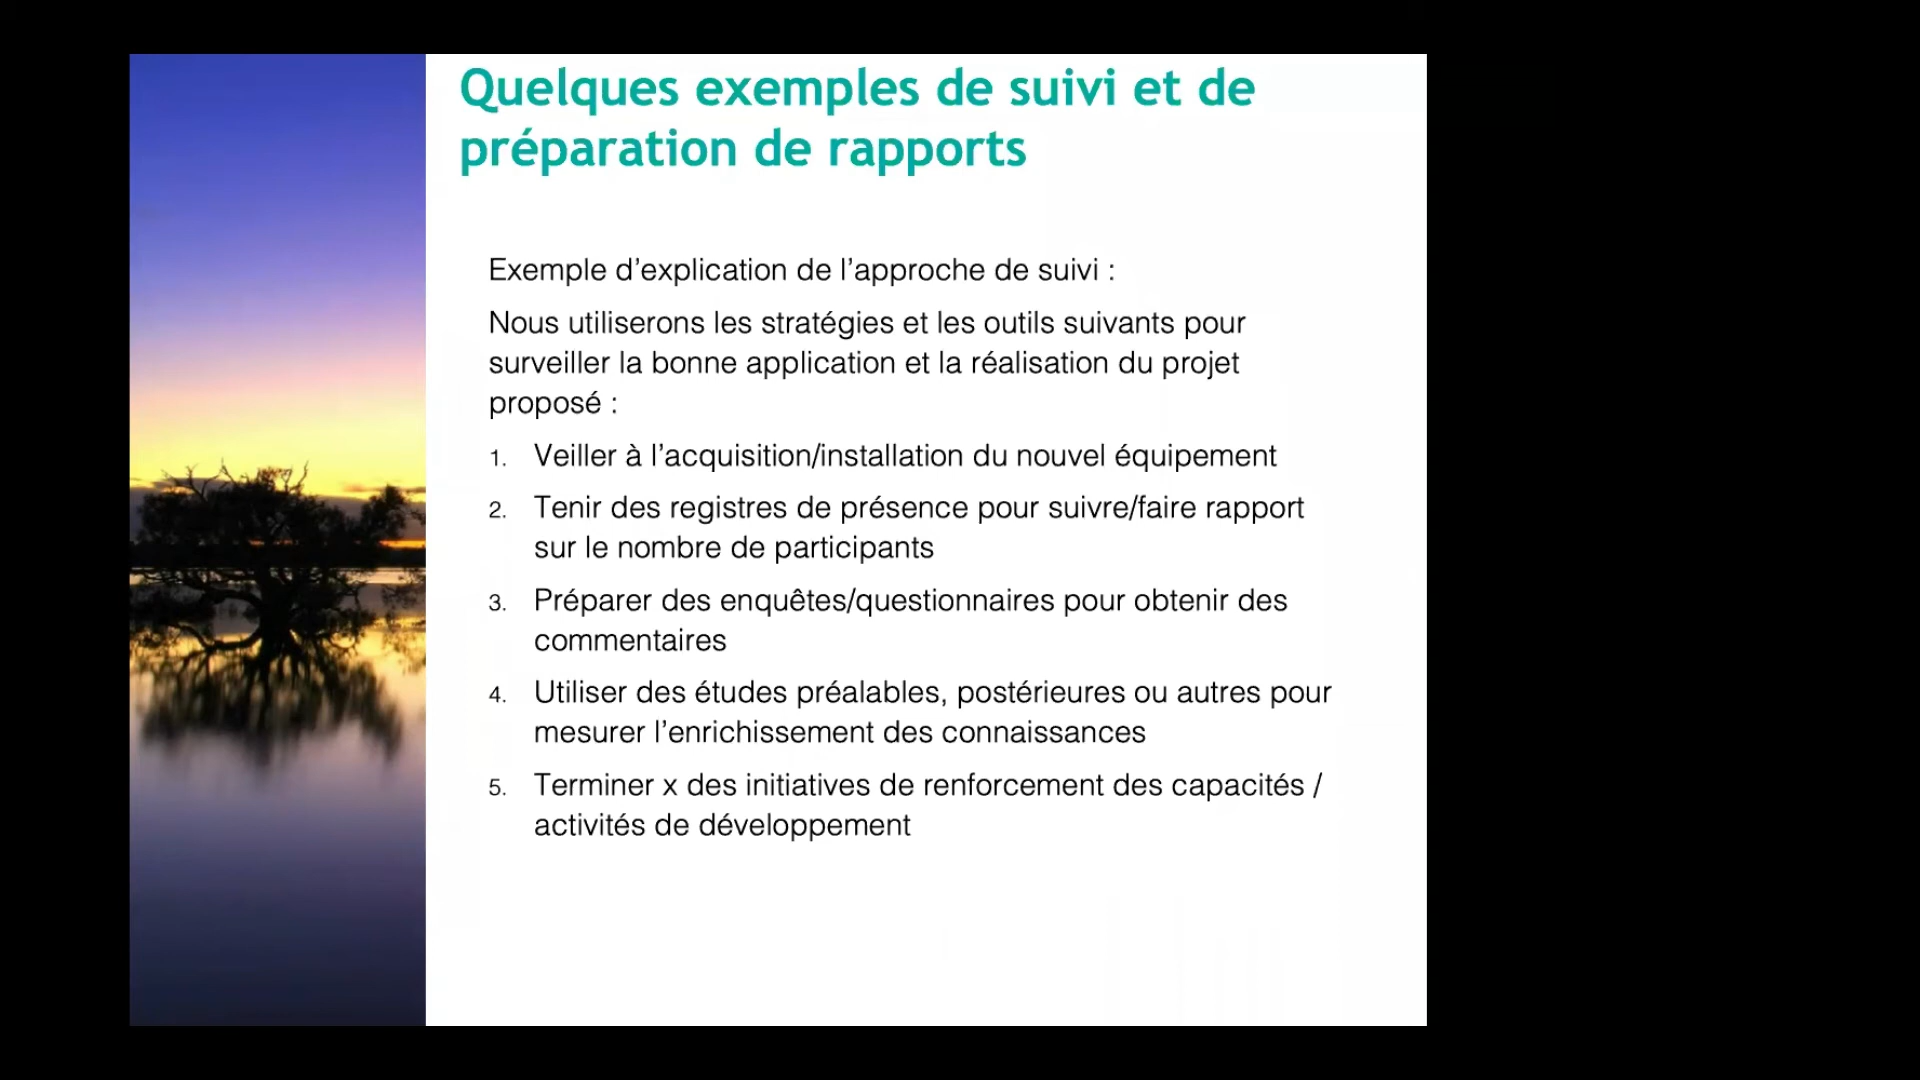 Quelques exemples de suivi et de
préparation de rapports
Exemple d’explication de l’approche de suivi :
Nous utiliserons les stratégies et les outils suivants pour
surveiller la bonne application et la réalisation du projet
proposé :
1. Veiller à l’acquisition/installation du nouvel équipement
2. Tenir des registres de présence pour suivre/faire rapport
sur le nombre de participants
3. Préparer des enquêtes/questionnaires pour obtenir des
commentaires
4. Utiliser des études préalables, postérieures ou autres pour
mesurer l’enrichissement des connaissances
5. Terminer x des initiatives de renforcement des capacités /
activités de développement